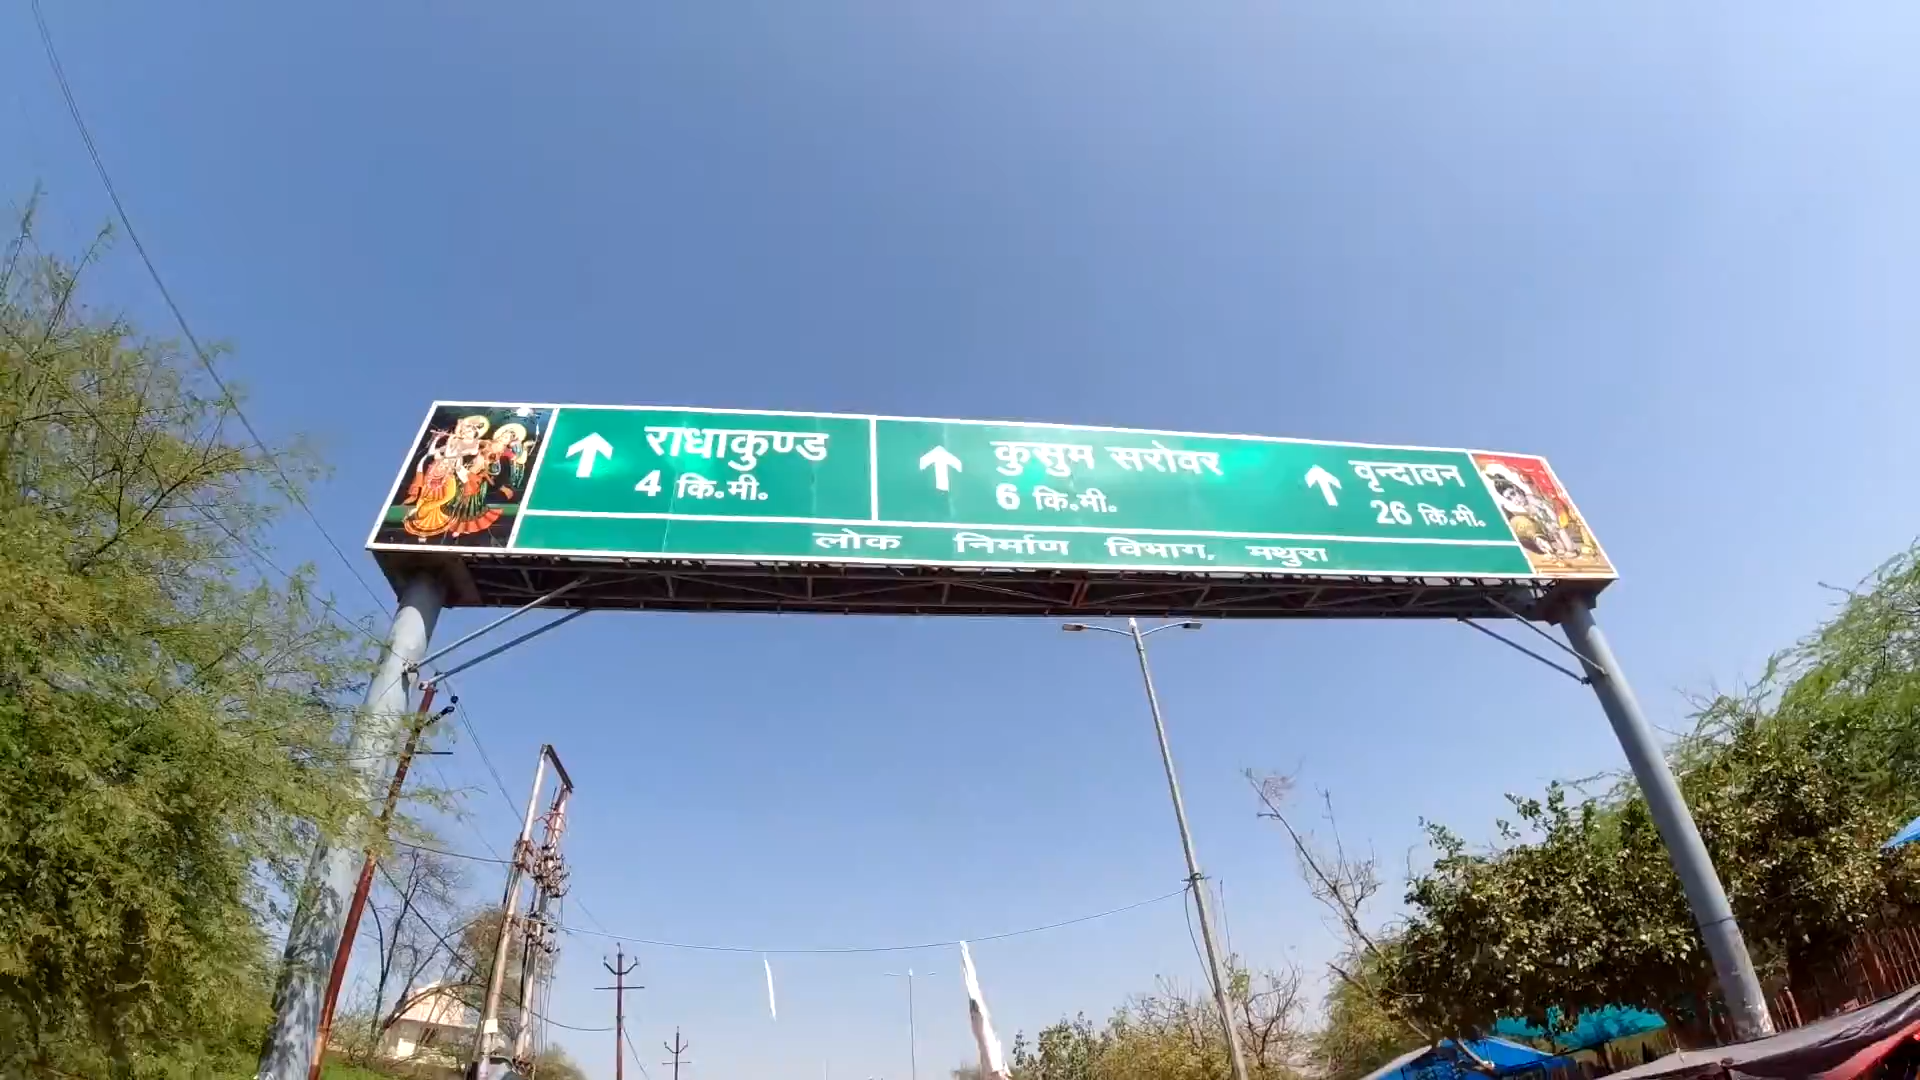 राधाकुण्ड
4 कि॰मी॰
कुसुम सरोवर
6 कि॰मी॰
वृन्दावन
26 कि॰मी॰
लोक निर्माण विभाग, मथुरा